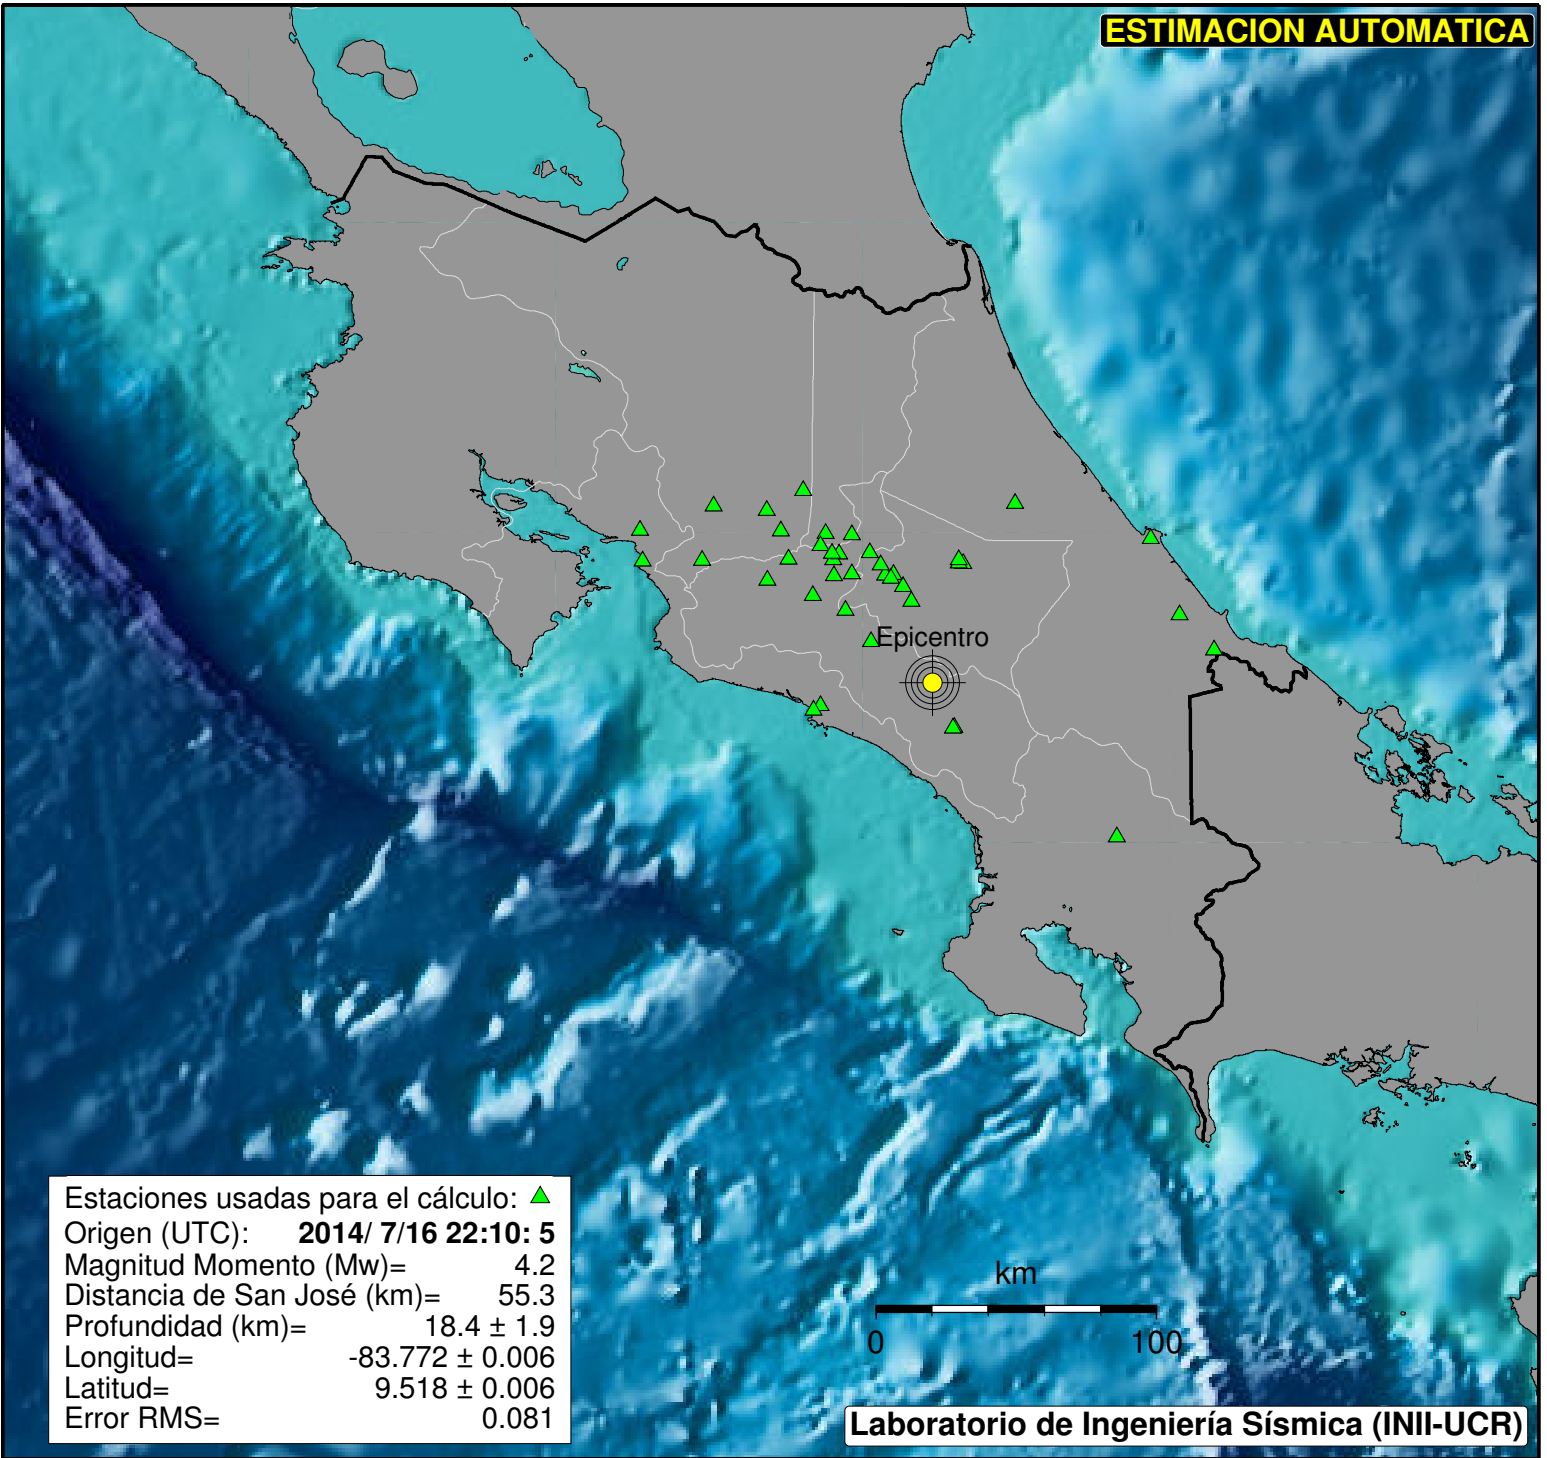 ESTIMACION AUTOMATICA
Epicentro
Estaciones usadas para el cálculo:
Origen (UTC): 2014/ 7/16 22:10: 5
Magnitud Momento (Mw)= 4.2
Distancia de San José (km)= 55.3
Profundidad (km)= 18.4 ± 1.9
Longitud= -83.772 ± 0.006
Latitud= 9.518 ± 0.006
Error RMS= 0.081
km
0 100
Laboratorio de Ingeniería Sísmica (INII-UCR)